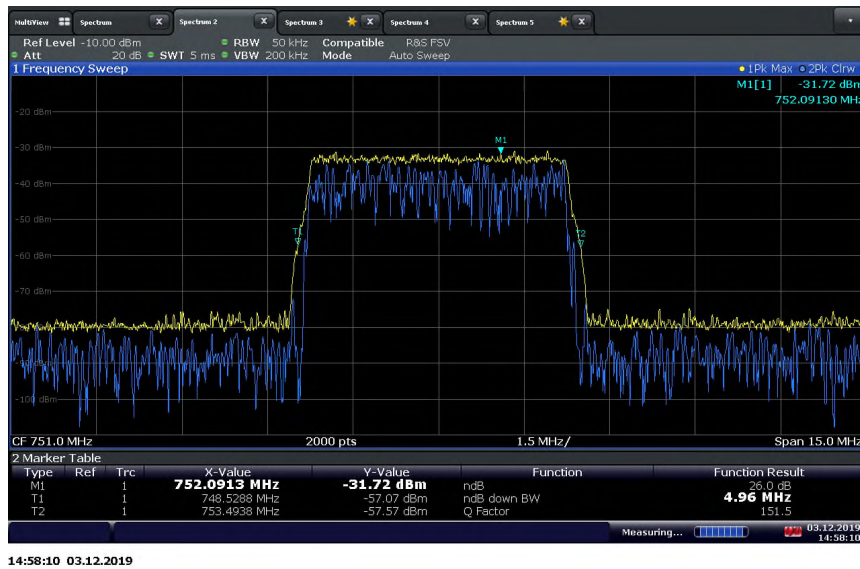 MultiView Spectrum X Spectrum 2 X Spectrum 3 X Spectrum 4 X Spectrum 5 X
Ref Level -10.00 dBm RBW 50 kHz Compatible R&S FSV
Att 20 dB SWT 5 ms VBW 200 kHz Mode Auto Sweep
1 Frequency Sweep 1Pk Max 2Pk Clrw
M1[1] -31.72 dBm
752.09130 MHz
-20 dBm
M1
-30 dBm
-40 dBm
-50 dBm
T1 T2
-60 dBm
-70 dBm
-90 dBm
-100 dBm
CF 751.0 MHz 2000 pts 1.5 MHz/ Span 15.0 MHz
2 Marker Table
Type Ref Trc X-Value Y-Value Function Function Result
M1 1 752.0913 MHz -31.72 dBm ndB 26.0 dB
T1 1 748.5288 MHz -57.07 dBm ndB down BW 4.96 MHz
T2 1 753.4938 MHz -57.57 dBm Q Factor 151.5
Measuring... 03.12.2019
14:58:10
14:58:10 03.12.2019